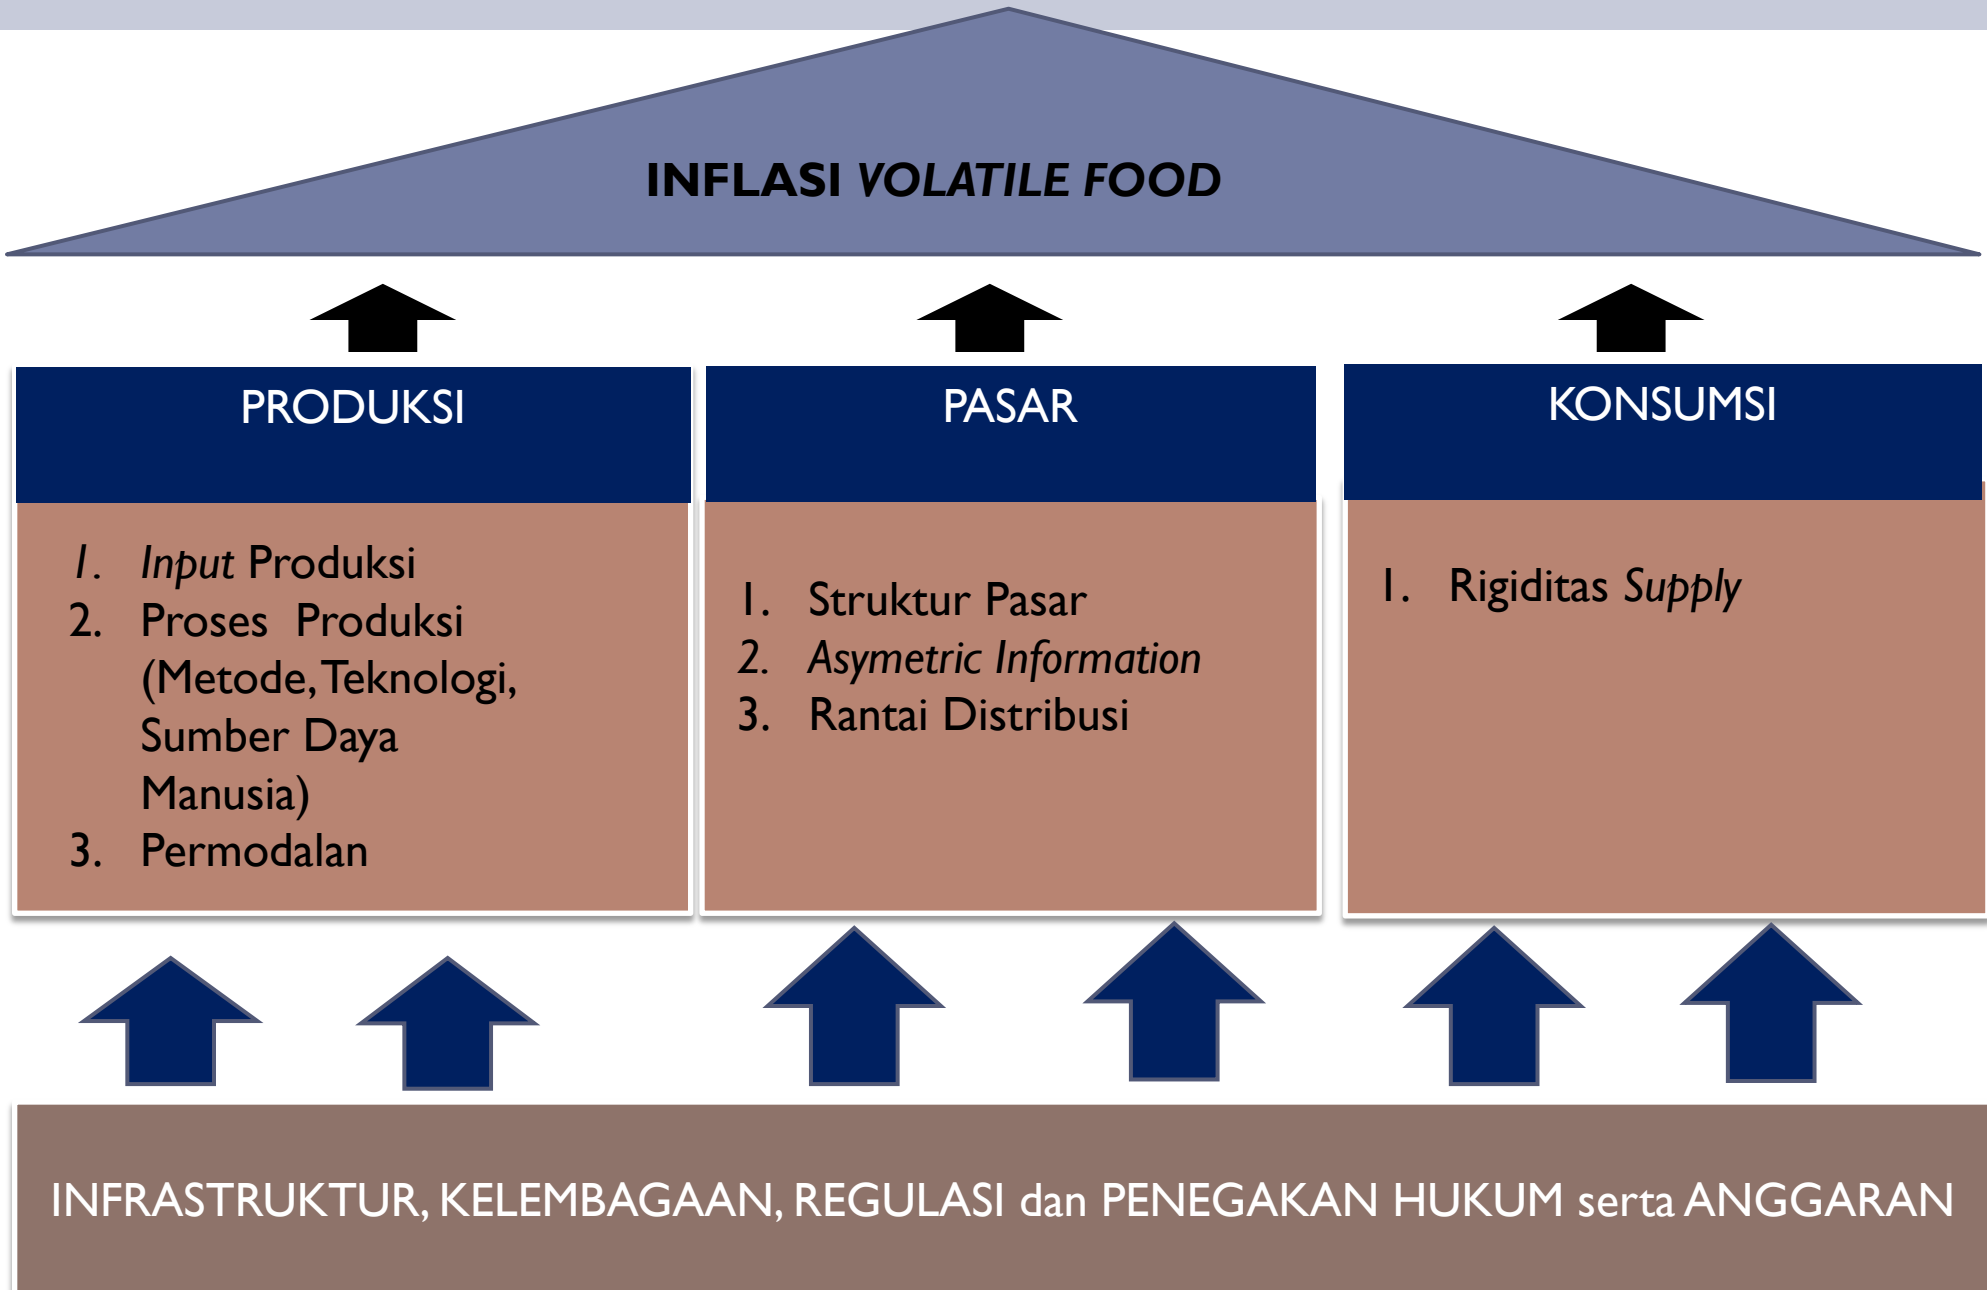 INFLASI VOLATILE FOOD
PRODUKSI
1. Input Produksi
2. Proses Produksi
(Metode, Teknologi,
Sumber Daya
Manusia)
3. Permodalan
PASAR
1. Struktur Pasar
2. Asymetric Information
3. Rantai Distribusi
KONSUMSI
1. Rigiditas Supply
INFRASTRUKTUR, KELEMBAGAAN, REGULASI dan PENEGAKAN HUKUM serta ANGGARAN